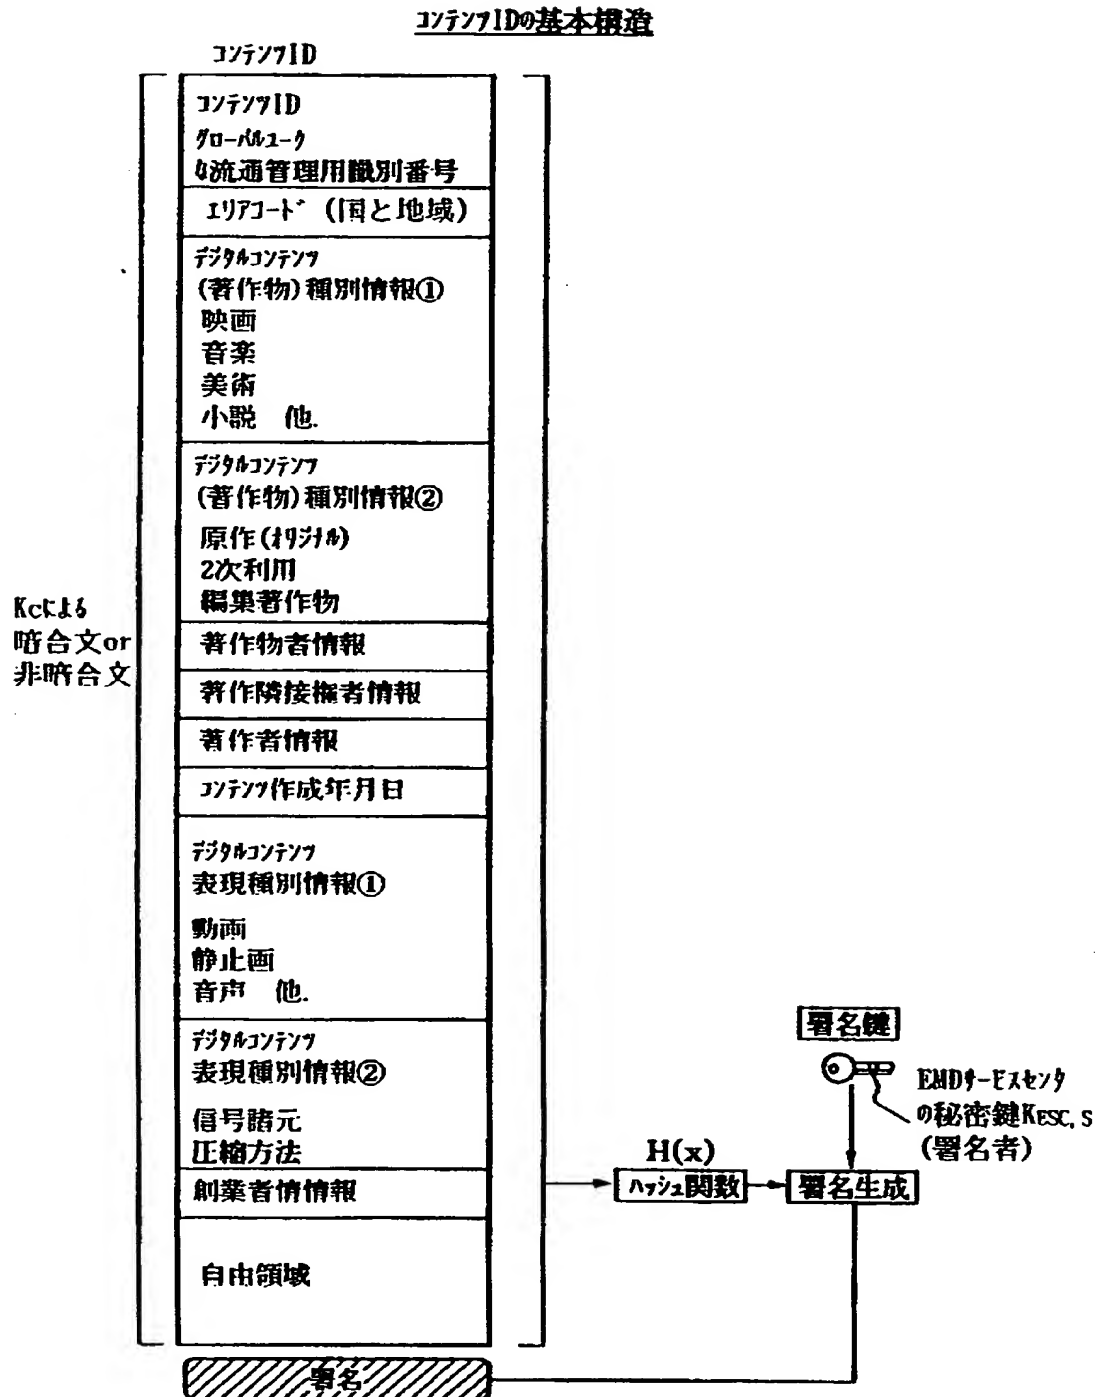 コンテンツIDの基本構造
コンテンツID
コンテンツID
グローバルユーク
な流通管理用識別番号
エリアコード (国と地域)
デジタルコンテンツ
(著作物)種別情報①
映画
音楽
美術
小説 他.
デジタルコンテンツ
(著作物)種別情報②
原作(オリジナル)
2次利用
編集著作物
著作物者情報
著作隣接権者情報
著作者情報
コンテンツ作成年月日
デジタルコンテンツ
表現種別情報①
動画
静止画
音声 他.
デジタルコンテンツ
表現種別情報②
信号諸元
圧縮方法
創業者情情報
自由領域
署名
Kcによる
暗合文or
非暗合文
H(x)
ハッシュ関数
署名鍵
EMDサービスセンタ
の秘密鍵KESC,S
(署名者)
署名生成